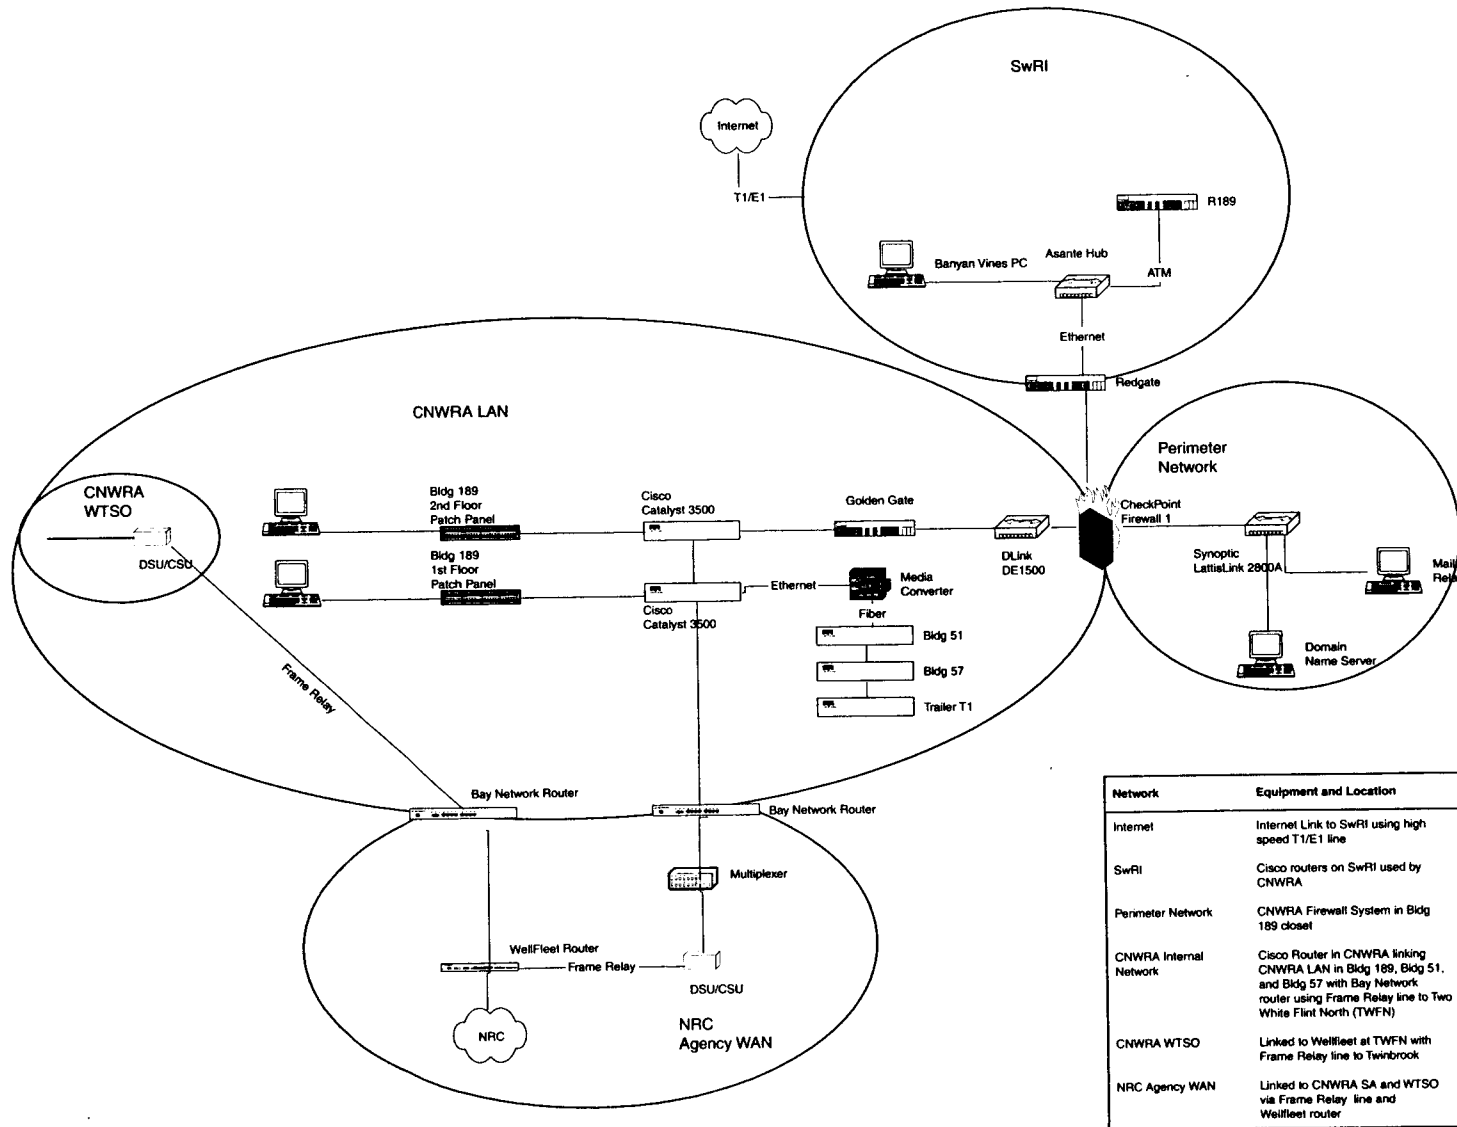 SwRI
Internet
T1/E1
R189
Banyan Vines PC
Asante Hub
ATM
Ethernet
Redgate
CNWRA LAN
Perimeter
Network
CNWRA
WTSO
DSU/CSU
Bldg 189
2nd Floor
Patch Panel
Cisco
Catalyst 3500
Golden Gate
DLink
DE1500
CheckPoint
Firewall 1
Synoptic
LattisLink 2800A
Mail
Rela
Domain
Name Server
Bldg 189
1st Floor
Patch Panel
Cisco
Catalyst 3500
Ethernet
Media
Converter
Fiber
Bldg 51
Bldg 57
Trailer T1
Frame Relay
Bay Network Router
Bay Network Router
Multiplexer
WellFleet Router
Frame Relay
DSU/CSU
NRC
NRC
Agency WAN
Network Equipment and Location
Internet Internet Link to SwRI using high
speed T1/E1 line
SwRI Cisco routers on SwRI used by
CNWRA
Perimeter Network CNWRA Firewall System in Bldg
189 closet
CNWRA Internal Cisco Router in CNWRA linking
Network CNWRA LAN in Bldg 189, Bldg 51,
and Bldg 57 with Bay Network
router using Frame Relay line to Two
White Flint North (TWFN)
CNWRA WTSO Linked to Wellfleet at TWFN with
Frame Relay line to Twinbrook
NRC Agency WAN Linked to CNWRA SA and WTSO
via Frame Relay line and
Wellfleet router